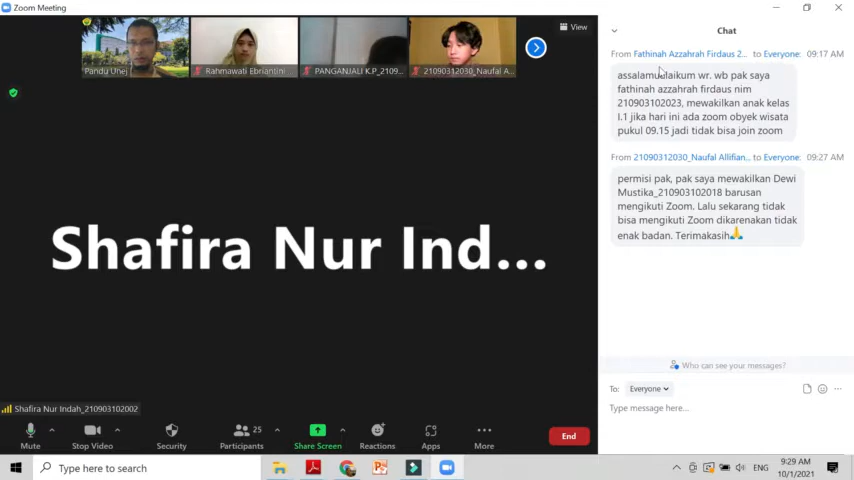 Zoom Meeting
View
Pandu Unej
Rahmawati Ebriantini
PANGANJALI K.P_2109...
21090312030_Naufal A...
Shafira Nur Ind...
Shafira Nur Indah_210903102002
Chat
From Fathinah Azzahrah Firdaus 2... to Everyone: 09:17 AM
assalamualaikum wr. wb pak saya
fathinah azzahrah firdaus nim
210903102023, mewakilkan anak kelas
I.1 jika hari ini ada zoom obyek wisata
pukul 09.15 jadi tidak bisa join zoom
From 21090312030_Naufal Allifian... to Everyone: 09:27 AM
permisi pak, pak saya mewakilkan Dewi
Mustika_210903102018 barusan
mengikuti Zoom. Lalu sekarang tidak
bisa mengikuti Zoom dikarenakan tidak
enak badan. Terimakasih🙏
Who can see your messages?
To: Everyone
Type message here...
Mute
Stop Video
Security
25
Participants
Share Screen
Reactions
Apps
More
End
Type here to search
ENG
9:29 AM
10/1/2021